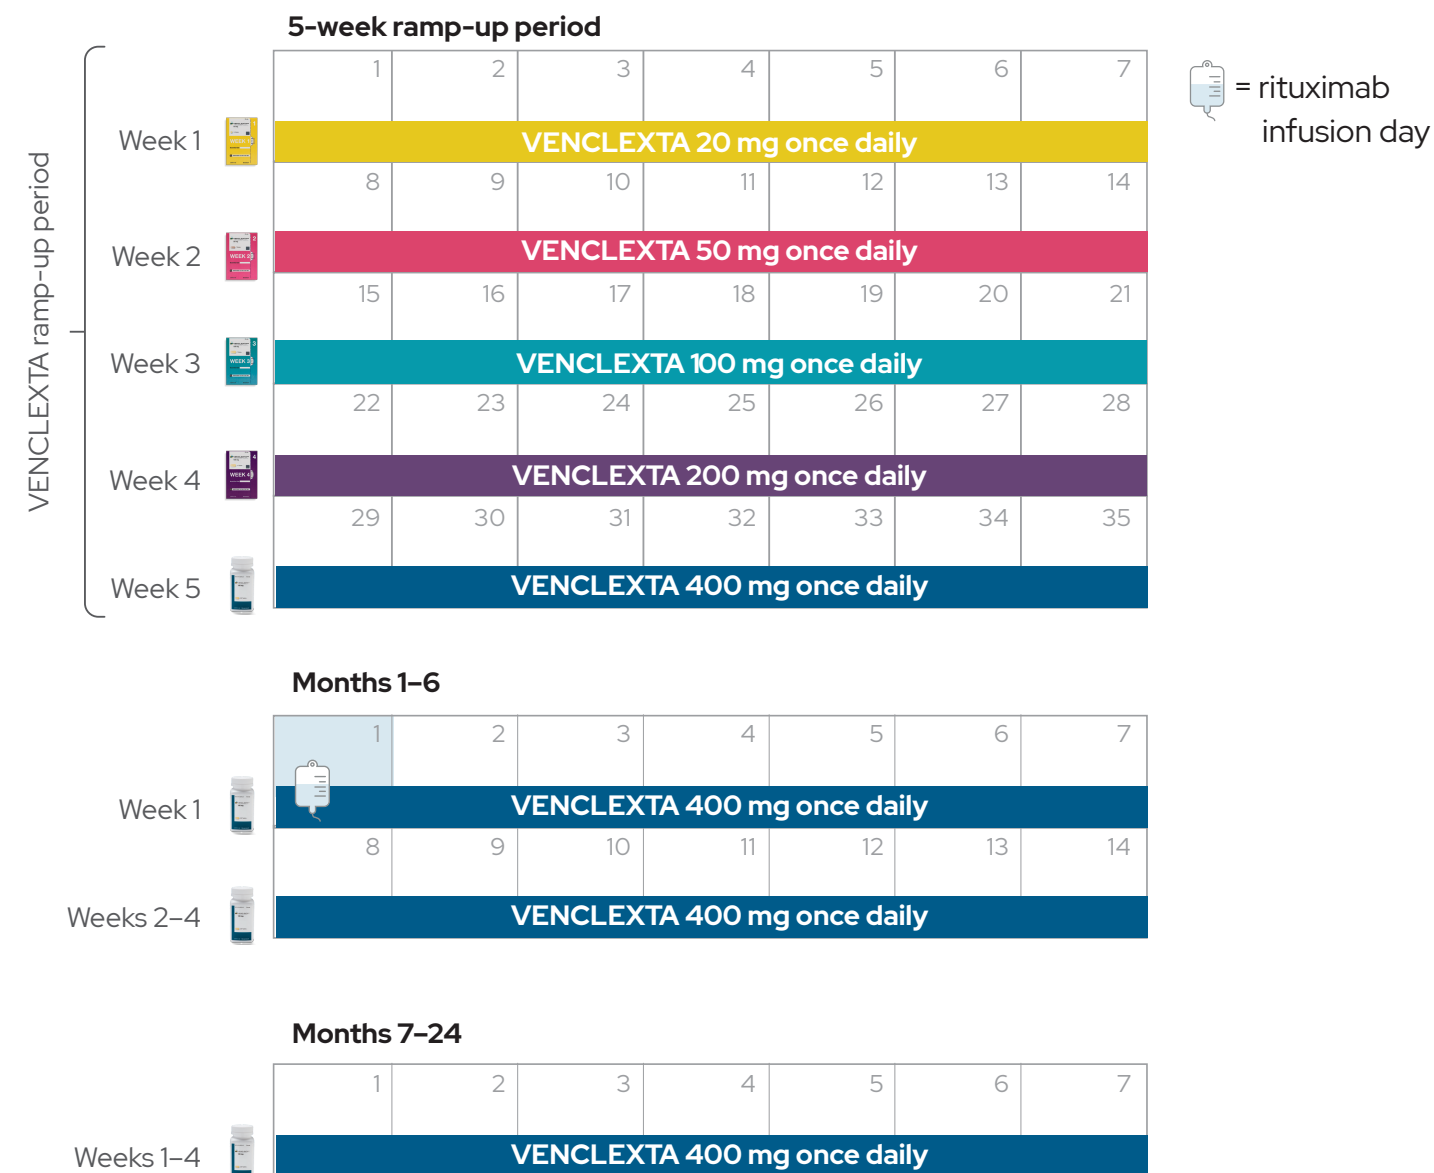 5-week ramp-up period
= rituximab
infusion day
VENCLEXTA ramp-up period
1 2 3 4 5 6 7
Week 1
VENCLEXTA 20 mg once daily
8 9 10 11 12 13 14
Week 2
VENCLEXTA 50 mg once daily
15 16 17 18 19 20 21
Week 3
VENCLEXTA 100 mg once daily
22 23 24 25 26 27 28
Week 4
VENCLEXTA 200 mg once daily
29 30 31 32 33 34 35
Week 5
VENCLEXTA 400 mg once daily
Months 1–6
1 2 3 4 5 6 7
Week 1
VENCLEXTA 400 mg once daily
8 9 10 11 12 13 14
Weeks 2–4
VENCLEXTA 400 mg once daily
Months 7–24
1 2 3 4 5 6 7
Weeks 1–4
VENCLEXTA 400 mg once daily